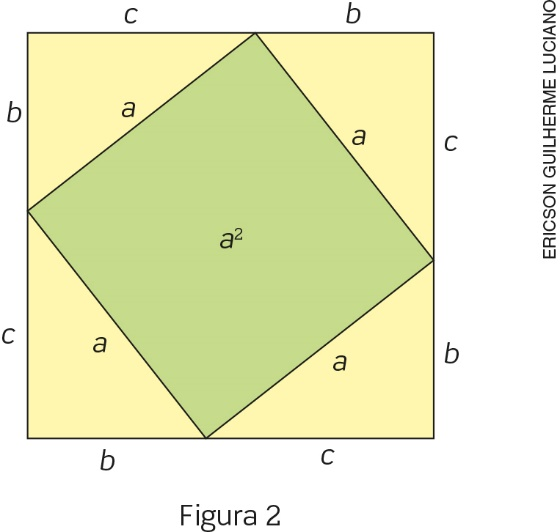 c b
b a
a c
a²
c a
a b
b c
Figura 2
ERICSON GUILHERME LUCIANO